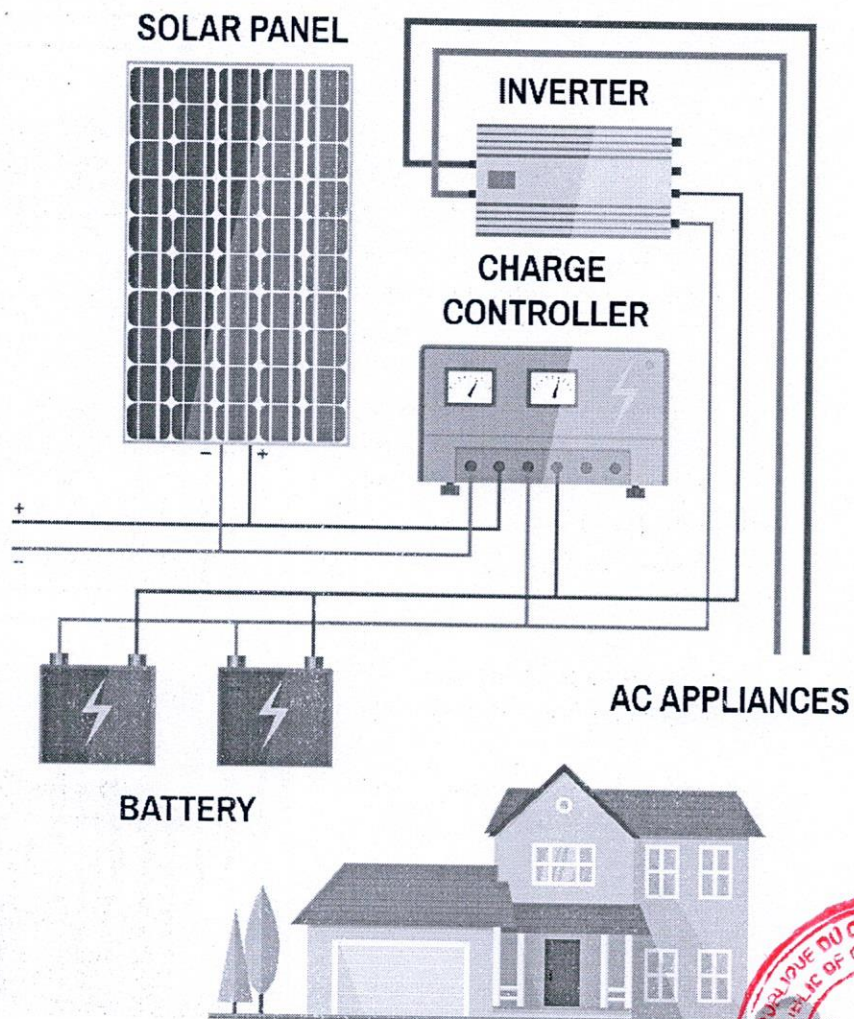 SOLAR PANEL
INVERTER
CHARGE
CONTROLLER
- +
+
-
AC APPLIANCES
BATTERY